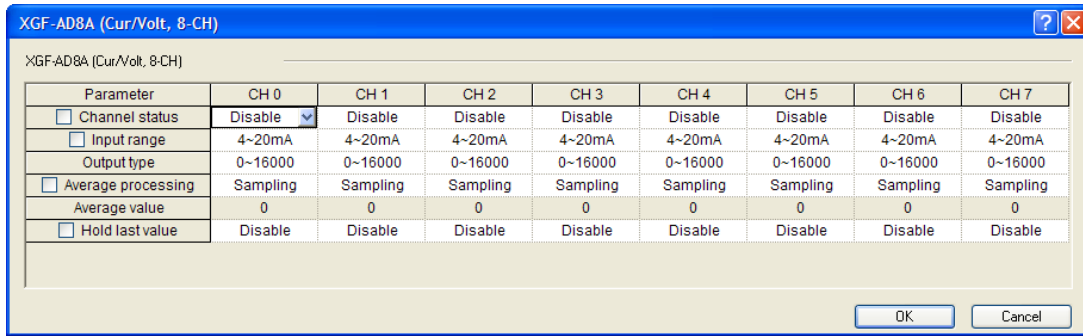 XGF-AD8A (Cur/Volt, 8-CH)
XGF-AD8A (Cur/Volt, 8-CH)
Parameter CH 0 CH 1 CH 2 CH 3 CH 4 CH 5 CH 6 CH 7
Channel status Disable Disable Disable Disable Disable Disable Disable Disable
Input range 4~20mA 4~20mA 4~20mA 4~20mA 4~20mA 4~20mA 4~20mA 4~20mA
Output type 0~16000 0~16000 0~16000 0~16000 0~16000 0~16000 0~16000 0~16000
Average processing Sampling Sampling Sampling Sampling Sampling Sampling Sampling Sampling
Average value 0 0 0 0 0 0 0 0
Hold last value Disable Disable Disable Disable Disable Disable Disable Disable
OK Cancel